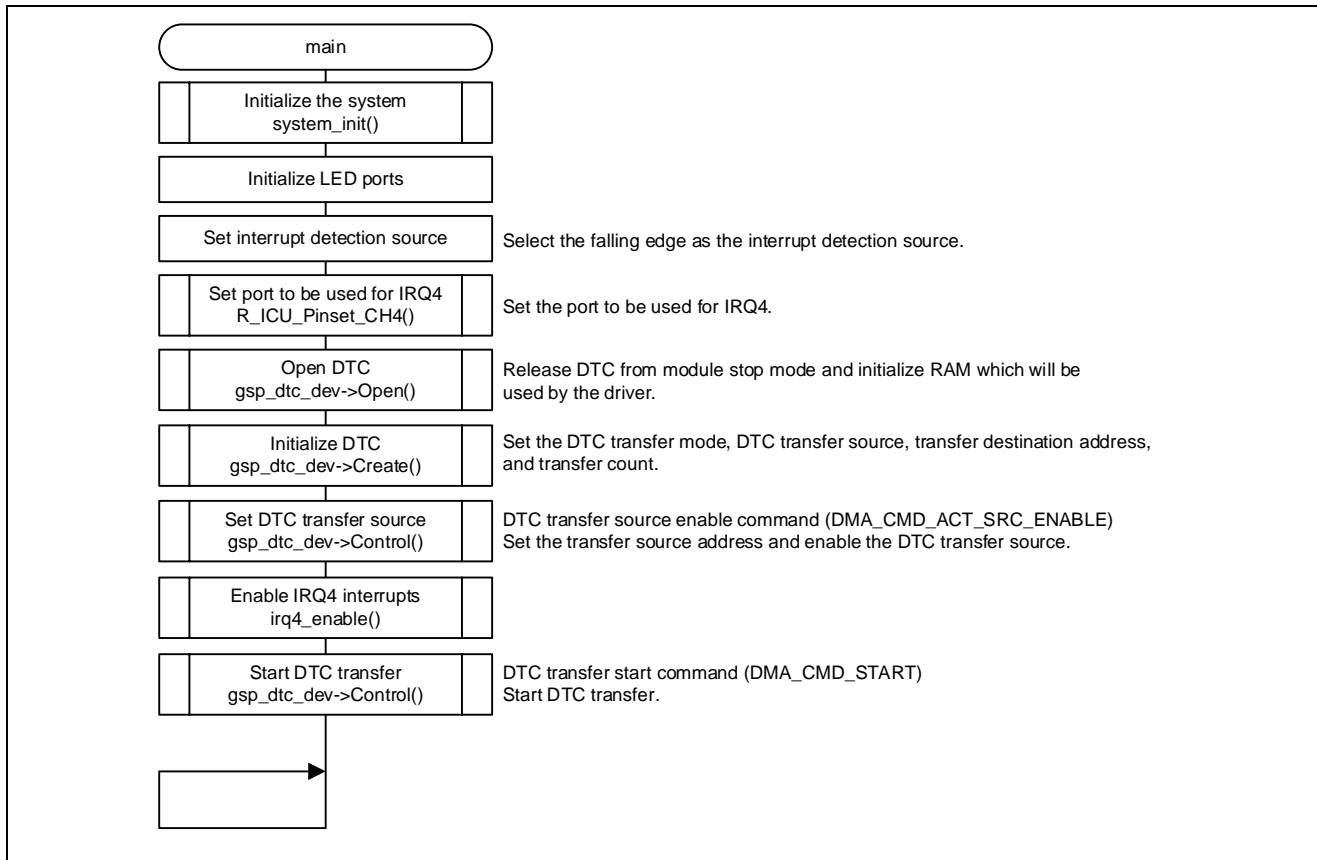 main
Initialize the system
system_init()
Initialize LED ports
Set interrupt detection source
Select the falling edge as the interrupt detection source.
Set port to be used for IRQ4
R_ICU_Pinset_CH4()
Set the port to be used for IRQ4.
Open DTC
gsp_dtc_dev->Open()
Release DTC from module stop mode and initialize RAM which will be
used by the driver.
Initialize DTC
gsp_dtc_dev->Create()
Set the DTC transfer mode, DTC transfer source, transfer destination address,
and transfer count.
Set DTC transfer source
gsp_dtc_dev->Control()
DTC transfer source enable command (DMA_CMD_ACT_SRC_ENABLE)
Set the transfer source address and enable the DTC transfer source.
Enable IRQ4 interrupts
irq4_enable()
Start DTC transfer
gsp_dtc_dev->Control()
DTC transfer start command (DMA_CMD_START)
Start DTC transfer.